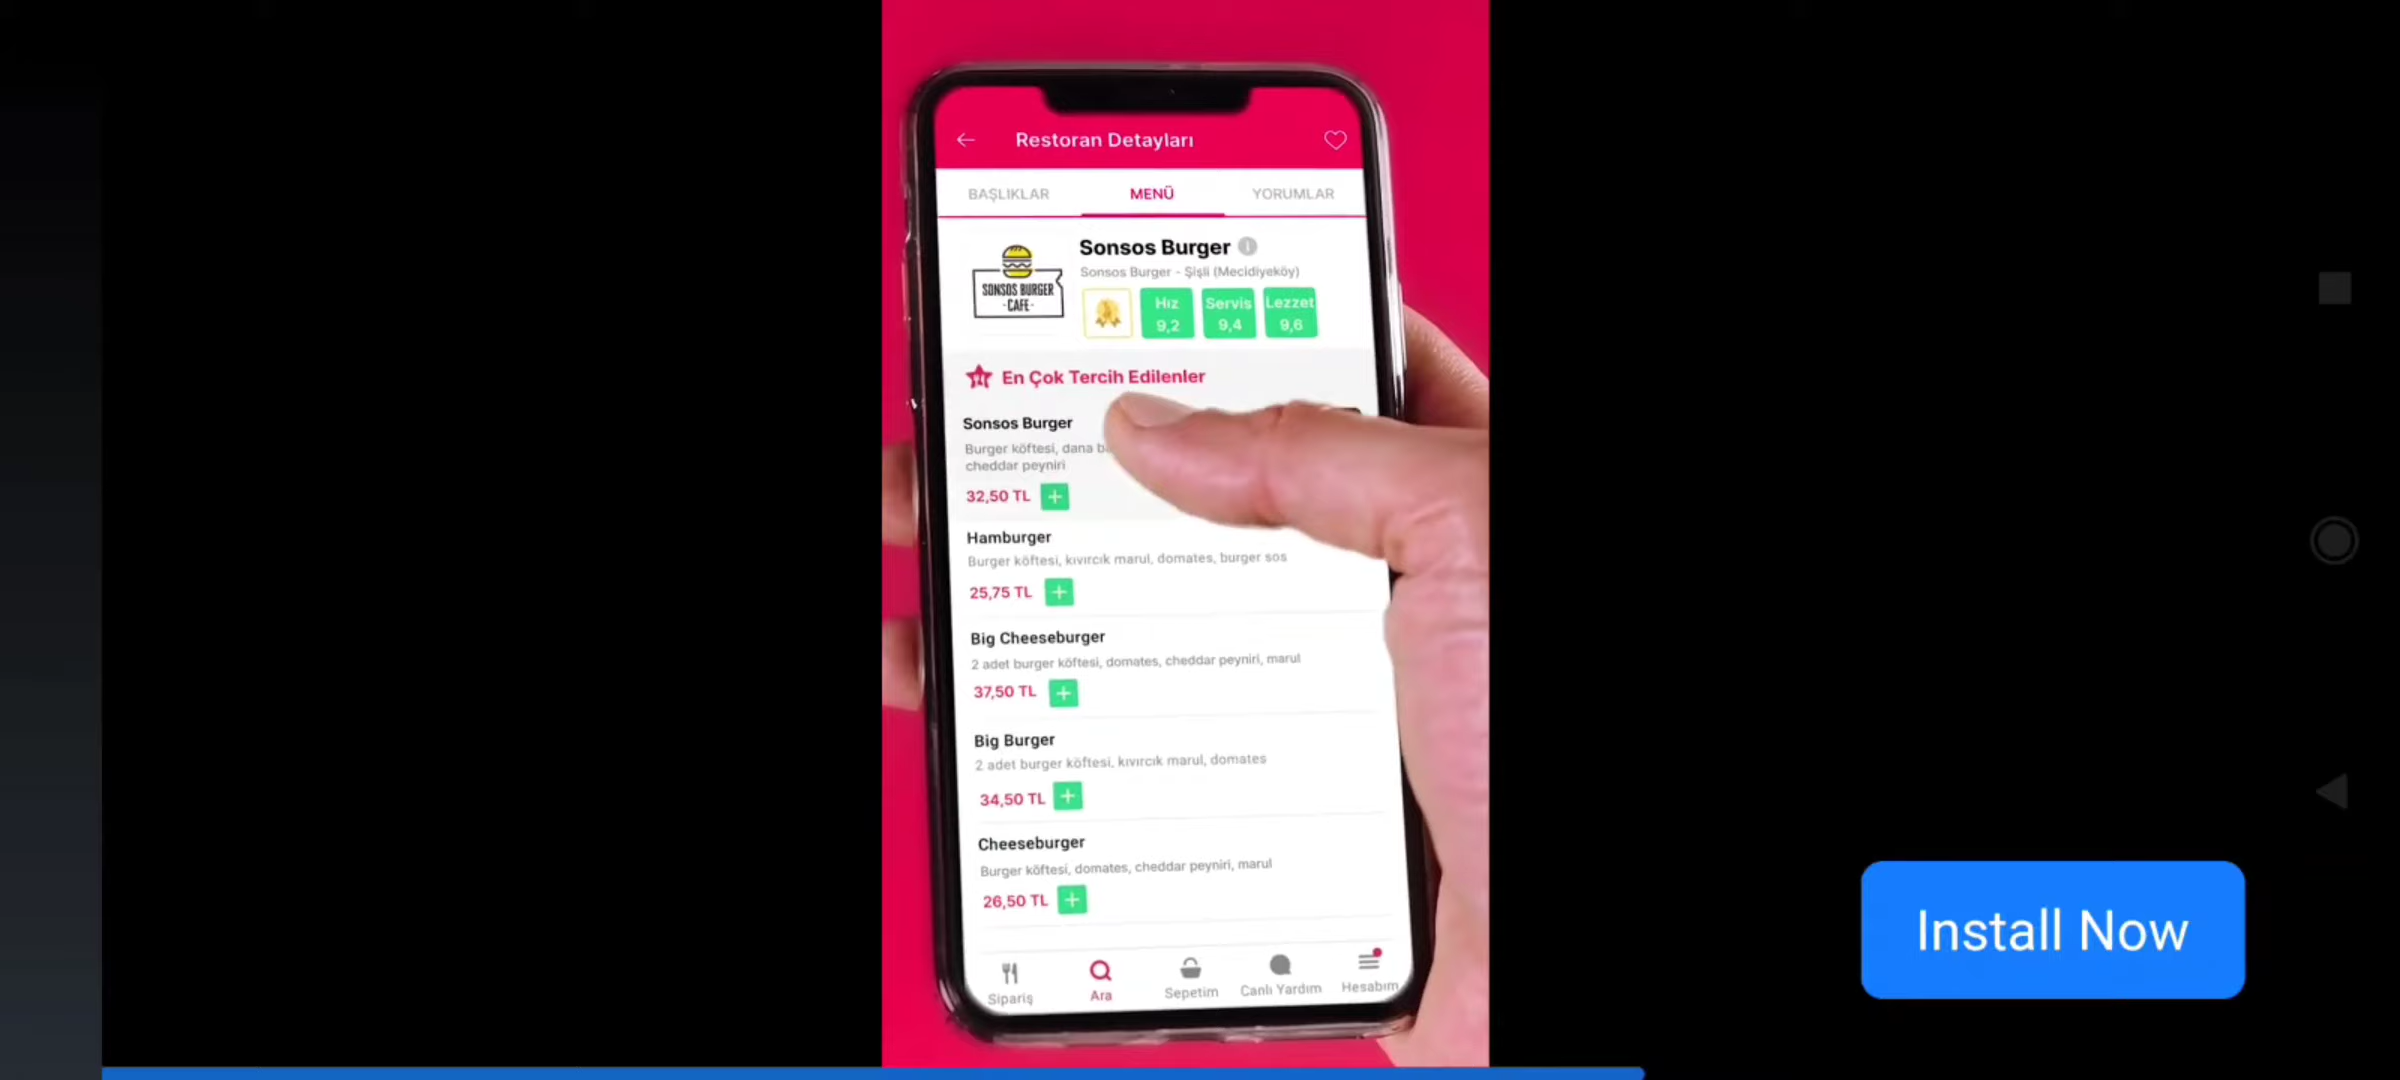 Restoran Detayları
BAŞLIKLAR MENÜ YORUMLAR
SONSOS BURGER
-CAFE-
Sonsos Burger
Sonsos Burger - Şişli (Mecidiyeköy)
Hız Servis Lezzet
9,2 9,4 9,6
En Çok Tercih Edilenler
Sonsos Burger
Burger köftesi, dana
cheddar peyniri
32,50 TL +
Hamburger
Burger köftesi, kıvırcık marul, domates, burger sos
25,75 TL +
Big Cheeseburger
2 adet burger köftesi, domates, cheddar peyniri, marul
37,50 TL +
Big Burger
2 adet burger köftesi, kıvırcık marul, domates
34,50 TL +
Cheeseburger
Burger köftesi, domates, cheddar peyniri, marul
26,50 TL +
Sipariş Ara Sepetim Canlı Yardım Hesabım
Install Now